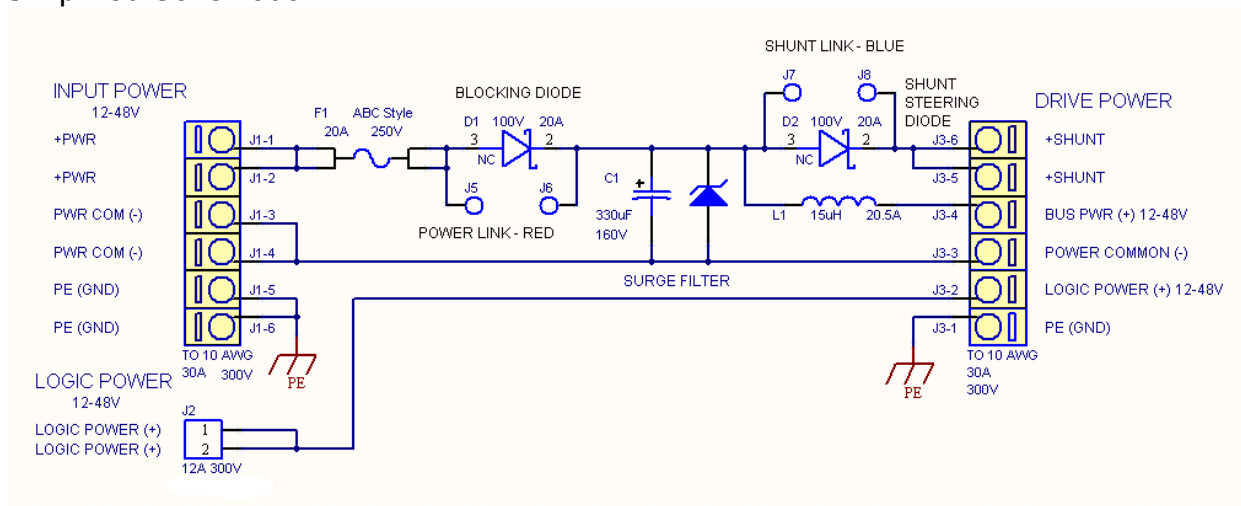 SHUNT LINK - BLUE
J7
J8
INPUT POWER
12-48V
BLOCKING DIODE
SHUNT
STEERING
DIODE
DRIVE POWER
F1
ABC Style
20A
250V
D1
100V
20A
3
2
NC
D2
100V
20A
3
2
NC
+PWR
J1-1
+PWR
J1-2
PWR COM (-)
J1-3
PWR COM (-)
J1-4
PE (GND)
J1-5
PE (GND)
J1-6
J5
J6
POWER LINK - RED
C1
+
330uF
160V
L1
15uH
20.5A
SURGE FILTER
J3-6
+SHUNT
J3-5
+SHUNT
J3-4
BUS PWR (+) 12-48V
J3-3
POWER COMMON (-)
J3-2
LOGIC POWER (+) 12-48V
J3-1
PE (GND)
TO 10 AWG
30A
300V
PE
TO 10 AWG
30A
300V
PE
LOGIC POWER
12-48V
J2
LOGIC POWER (+)
1
LOGIC POWER (+)
2
12A 300V